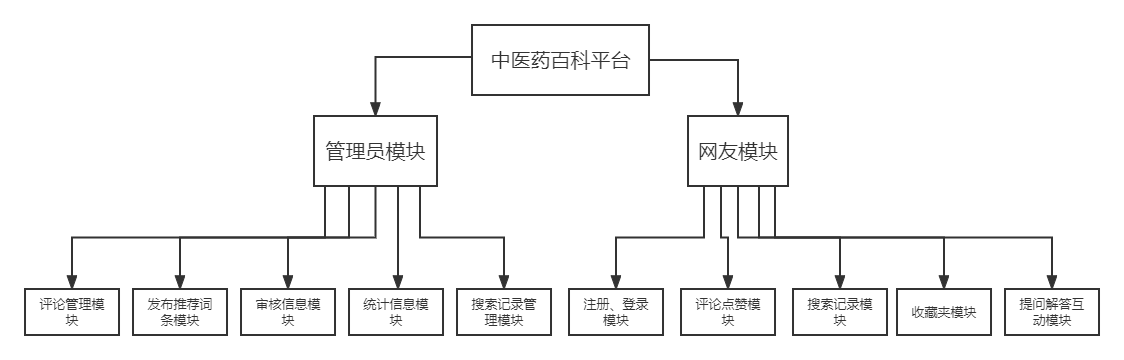 中医药百科平台
管理员模块
网友模块
评论管理模
块
发布推荐词
条模块
审核信息模
块
统计信息模
块
搜索记录管
理模块
注册、登录
模块
评论点赞模
块
搜索记录模
块
收藏夹模块
提问解答互
动模块